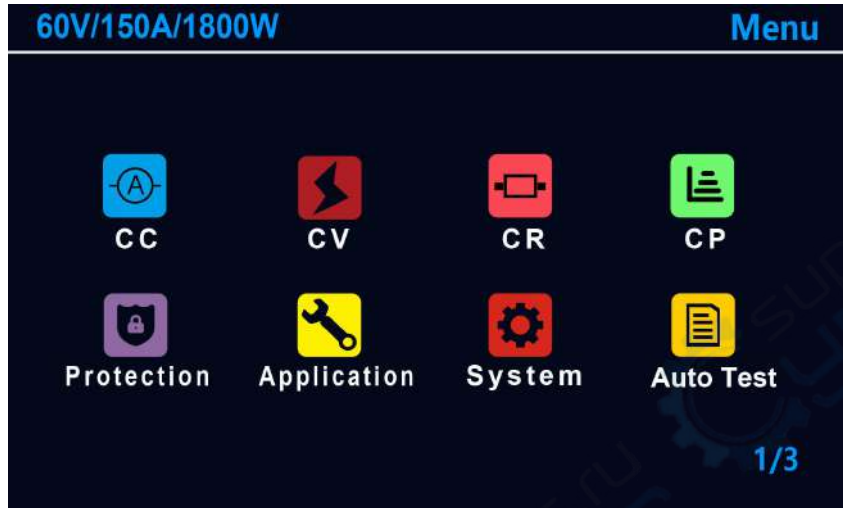 60V/150A/1800W Menu
A
CC CV CR CP
Protection Application System Auto Test
1/3